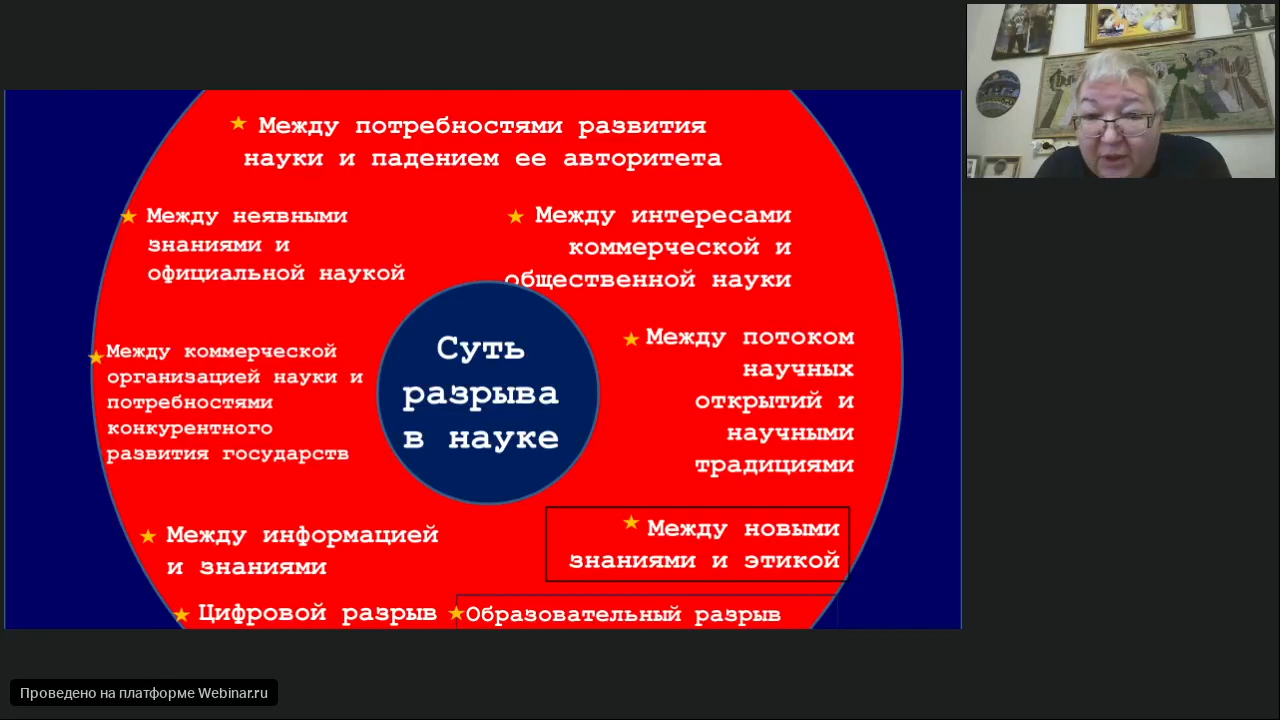 Между потребностями развития
науки и падением ее авторитета
Между неявными
знаниями и
официальной наукой
Между интересами
коммерческой и
общественной науки
Между коммерческой
организацией науки и
потребностями
конкурентного
развития государств
Суть
разрыва
в науке
Между потоком
научных
открытий и
научными
традициями
Между информацией
и знаниями
Между новыми
знаниями и этикой
Цифровой разрыв
Образовательный разрыв
Проведено на платформе Webinar.ru